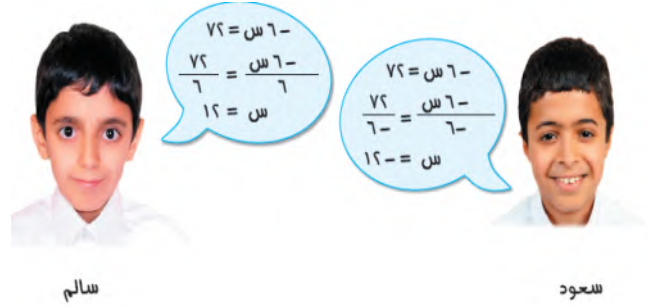 –٦ س = ٧٢
–٦ س / –٦ = ٧٢ / –٦
س = –١٢
سعود
–٦ س = ٧٢
–٦ س / ٦ = ٧٢ / ٦
س = ١٢
سالم